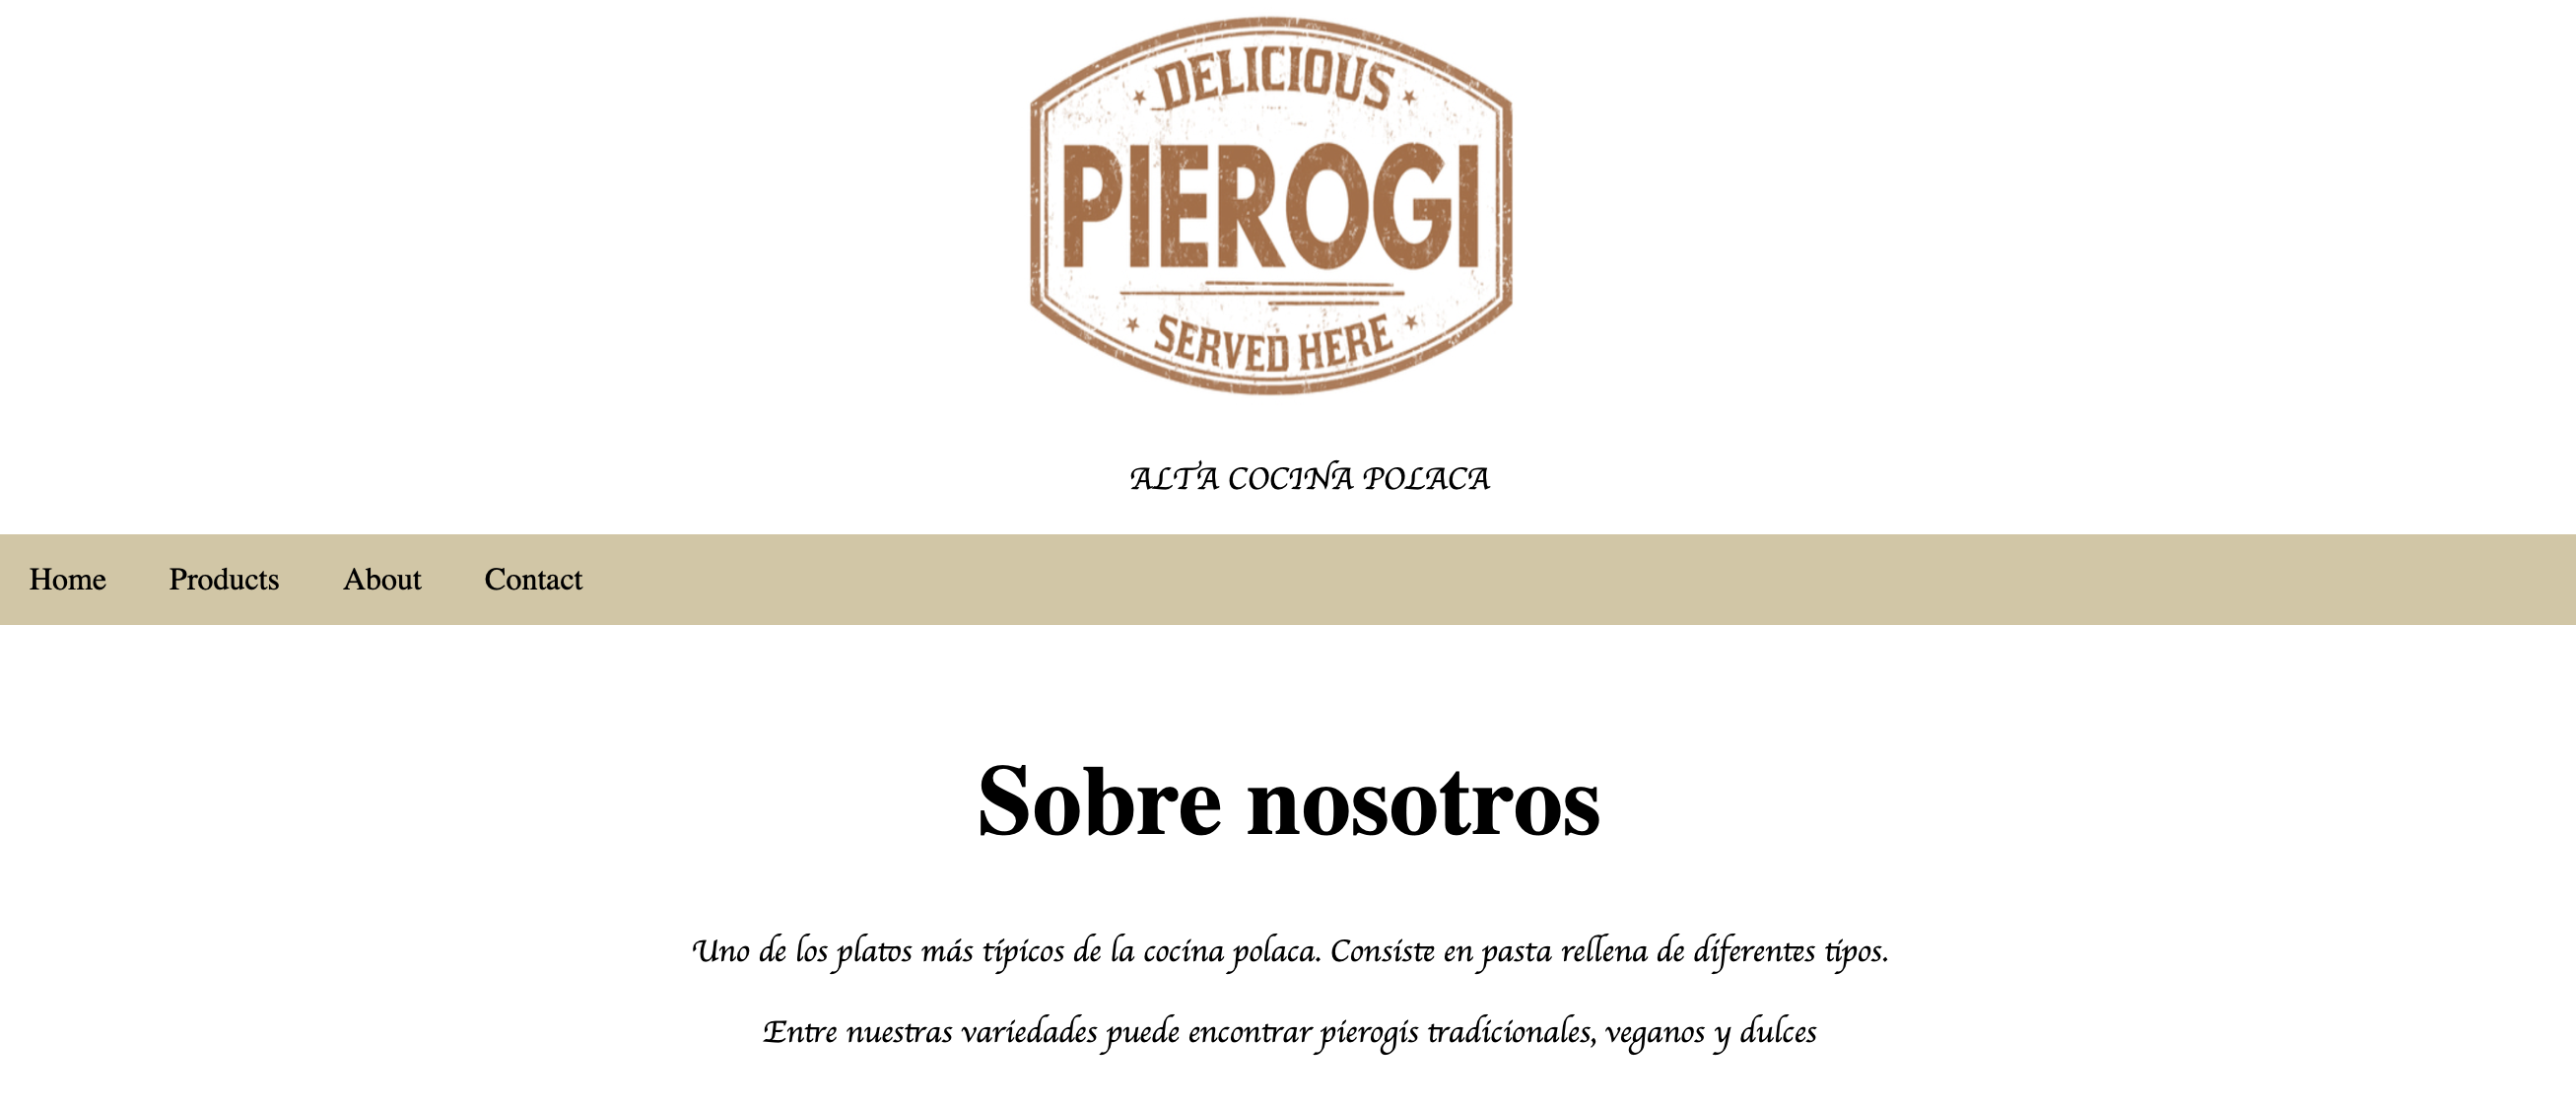 DELICIOUS
PIEROGI
SERVED HERE
ALTA COCINA POLACA
Home Products About Contact
Sobre nosotros
Uno de los platos más típicos de la cocina polaca. Consiste en pasta rellena de diferentes tipos.
Entre nuestras variedades puede encontrar pierogis tradicionales, veganos y dulces